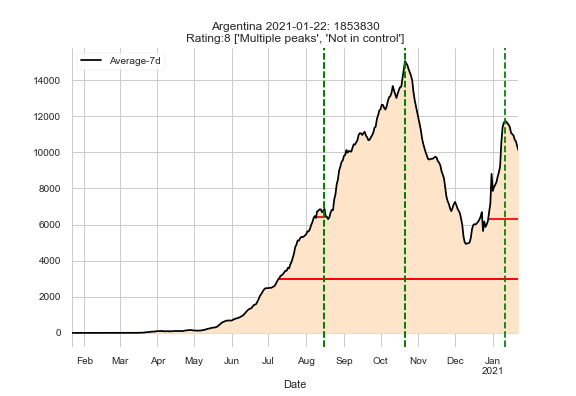 Argentina 2021-01-22: 1853830
Rating:8 ['Multiple peaks', 'Not in control']
Average-7d
14000
12000
10000
8000
6000
4000
2000
0
Feb Mar Apr May Jun Jul Aug Sep Oct Nov Dec Jan
2021
Date